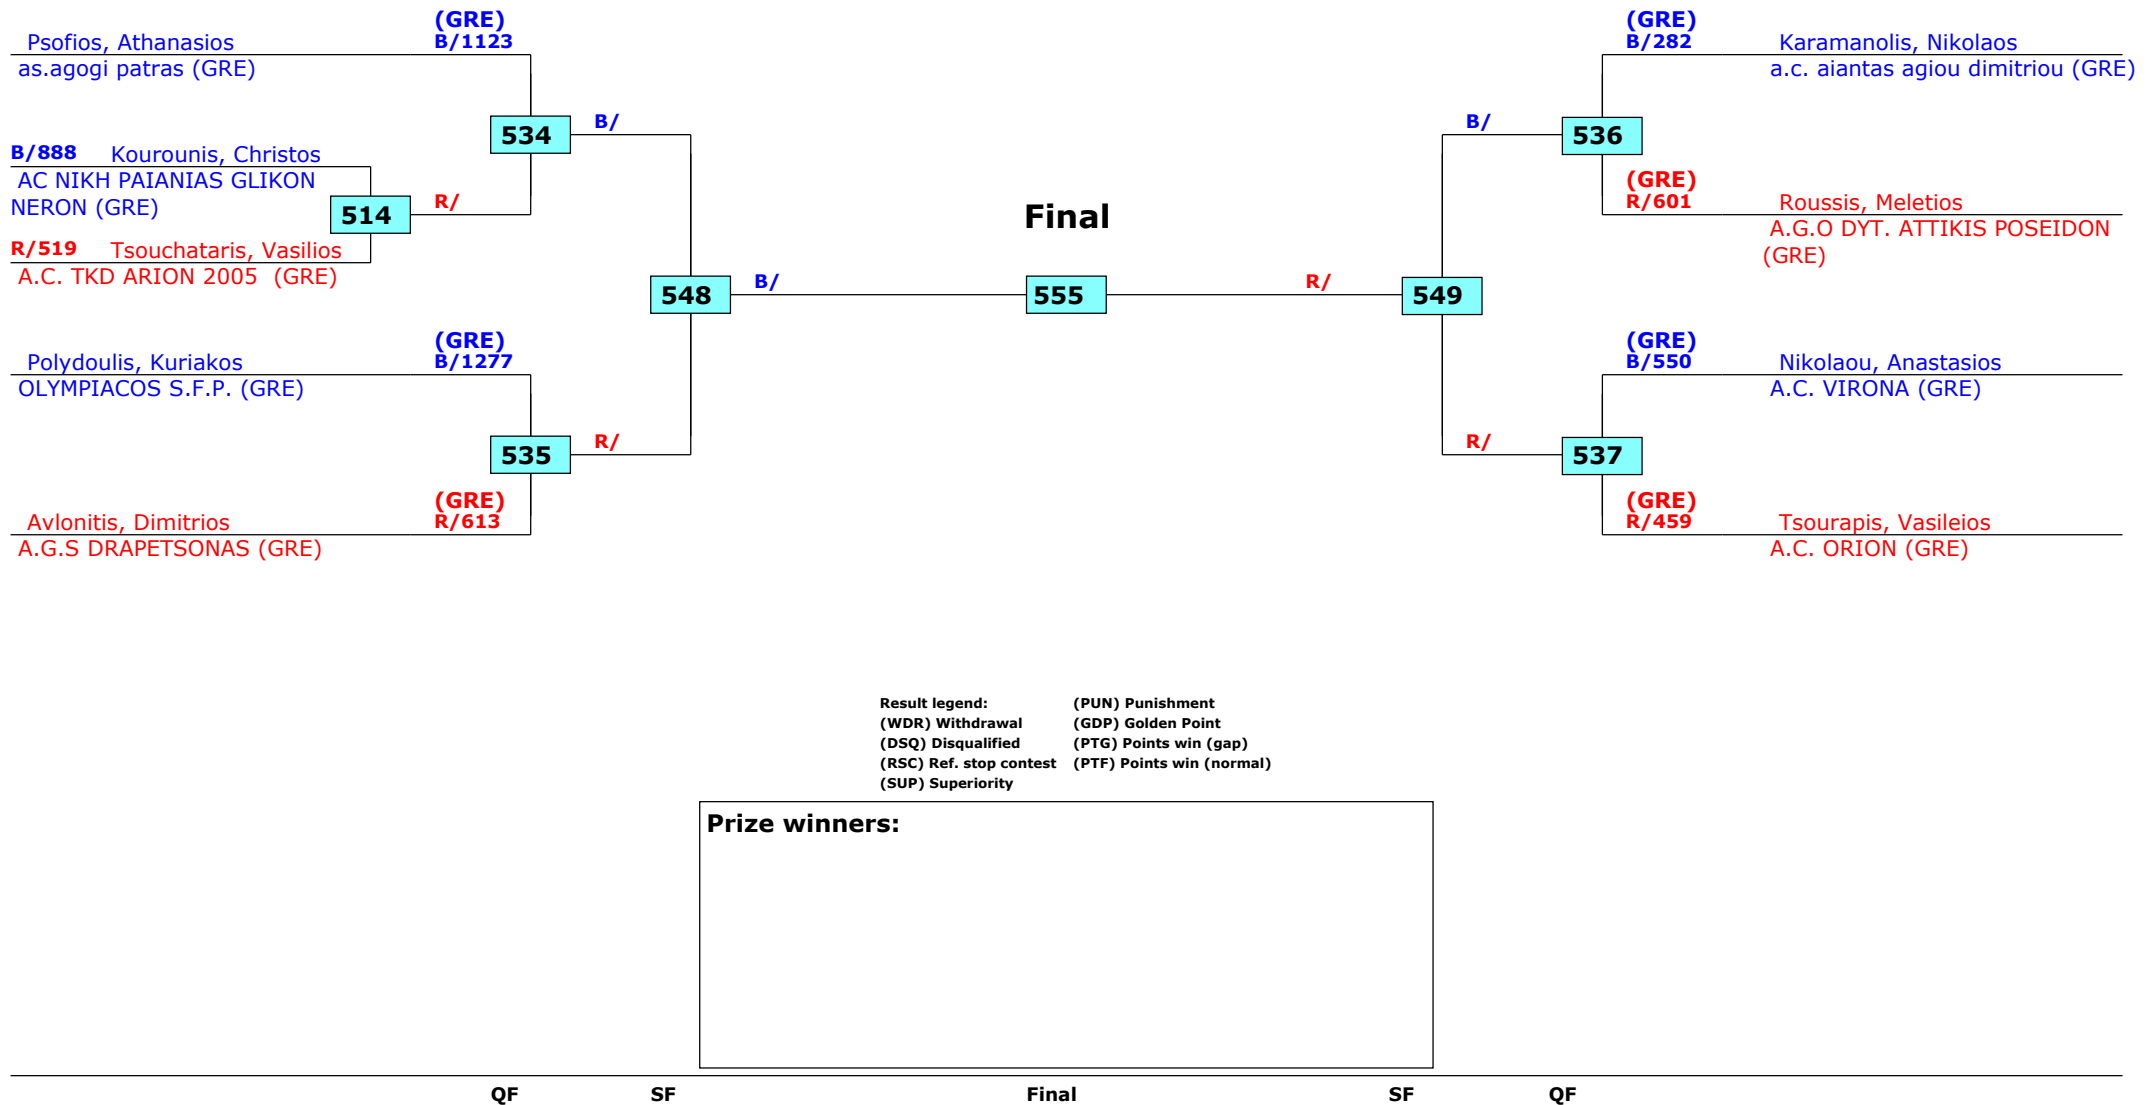 (GRE)
Psofios, Athanasios B/1123
as.agogi patras (GRE)
534
B/
B/888 Kourounis, Christos
AC NIKH PAIANIAS GLIKON
NERON (GRE)
514
R/
R/519 Tsouchataris, Vasilios
A.C. TKD ARION 2005 (GRE)
548
B/
(GRE)
Polydoulis, Kuriakos B/1277
OLYMPIACOS S.F.P. (GRE)
535
R/
(GRE)
Avlonitis, Dimitrios R/613
A.G.S DRAPETSONAS (GRE)
Final
555
(GRE)
B/282 Karamanolis, Nikolaos
a.c. aiantas agiou dimitriou (GRE)
B/
536
(GRE)
R/601 Roussis, Meletios
A.G.O DYT. ATTIKIS POSEIDON
(GRE)
R/
549
(GRE)
B/550 Nikolaou, Anastasios
A.C. VIRONA (GRE)
R/
537
(GRE)
R/459 Tsourapis, Vasileios
A.C. ORION (GRE)
Result legend: (PUN) Punishment
(WDR) Withdrawal (GDP) Golden Point
(DSQ) Disqualified (PTG) Points win (gap)
(RSC) Ref. stop contest (PTF) Points win (normal)
(SUP) Superiority
Prize winners:
QF SF Final SF QF